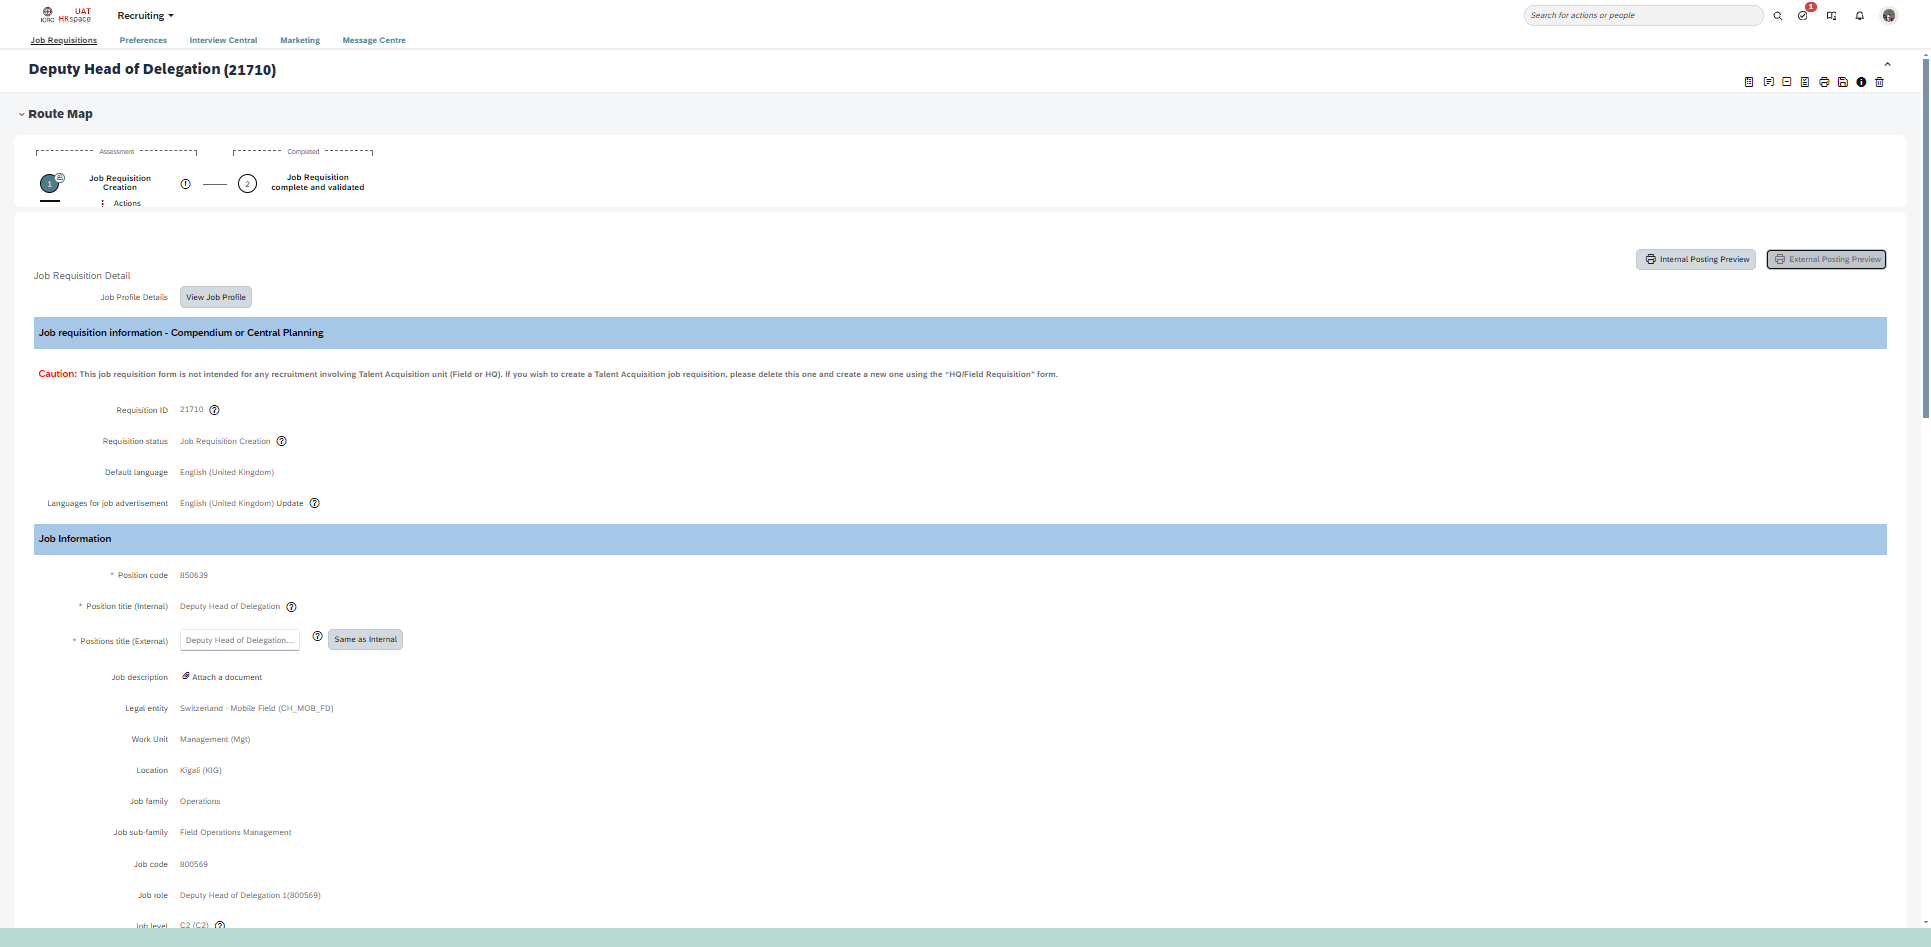 UAT
ICRC HRspace
Recruiting
Search for actions or people
1
Job Requisitions Preferences Interview Central Marketing Message Centre
Deputy Head of Delegation (21710)
Route Map
Assessment Completed
1 Job Requisition Creation 1 2 Job Requisition complete and validated
Actions
Internal Posting Preview External Posting Preview
Job Requisition Detail
Job Profile Details View Job Profile
Job requisition information - Compendium or Central Planning
Caution: This job requisition form is not intended for any recruitment involving Talent Acquisition unit (Field or HQ). If you wish to create a Talent Acquisition job requisition, please delete this one and create a new one using the “HQ/Field Requisition” form.
Requisition ID 21710 ?
Requisition status Job Requisition Creation ?
Default language English (United Kingdom)
Languages for job advertisement English (United Kingdom) Update ?
Job Information
* Position code 850639
* Position title (Internal) Deputy Head of Delegation ?
* Positions title (External) Deputy Head of Delegation... ? Same as Internal
Job description Attach a document
Legal entity Switzerland - Mobile Field (CH_MOB_FD)
Work Unit Management (Mgt)
Location Kigali (KIG)
Job family Operations
Job sub-family Field Operations Management
Job code 800569
Job role Deputy Head of Delegation 1(800569)
Job level C2 (C2) ?